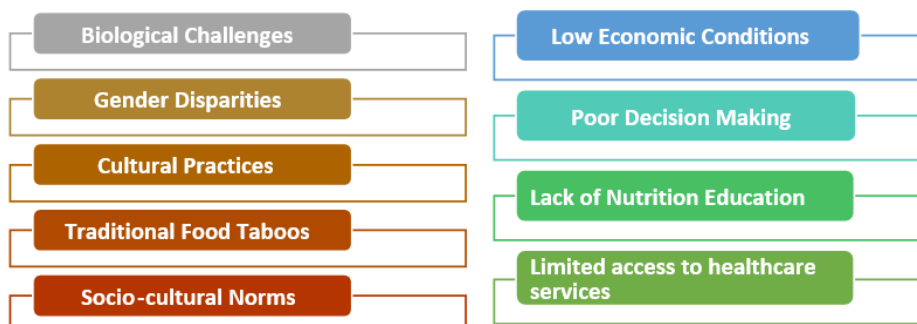 Biological Challenges
Gender Disparities
Cultural Practices
Traditional Food Taboos
Socio-cultural Norms
Low Economic Conditions
Poor Decision Making
Lack of Nutrition Education
Limited access to healthcare
services